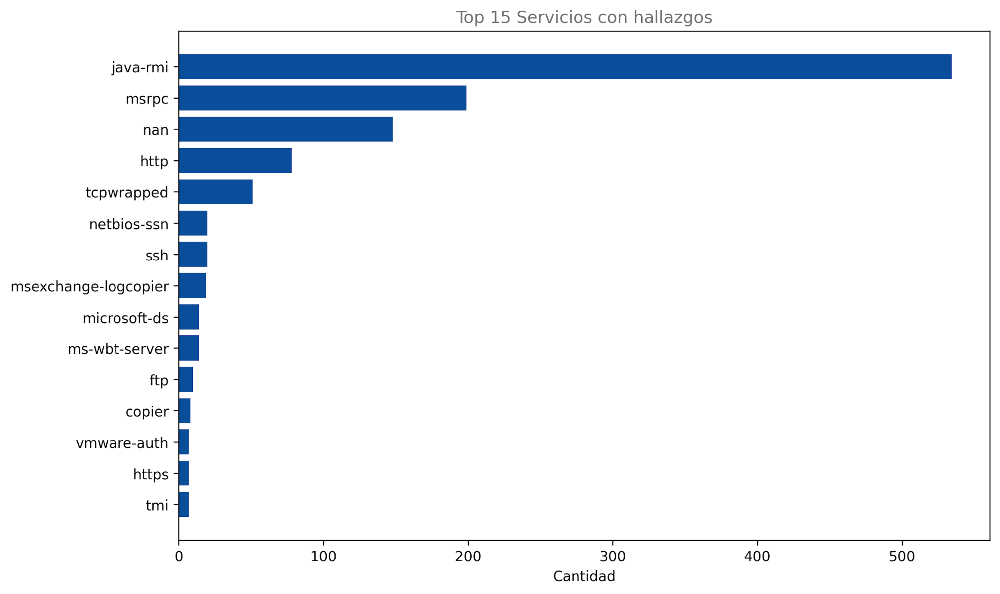 Top 15 Servicios con hallazgos
java-rmi
msrpc
nan
http
tcpwrapped
netbios-ssn
ssh
msexchange-logcopier
microsoft-ds
ms-wbt-server
ftp
copier
vmware-auth
https
tmi
0 100 200 300 400 500
Cantidad